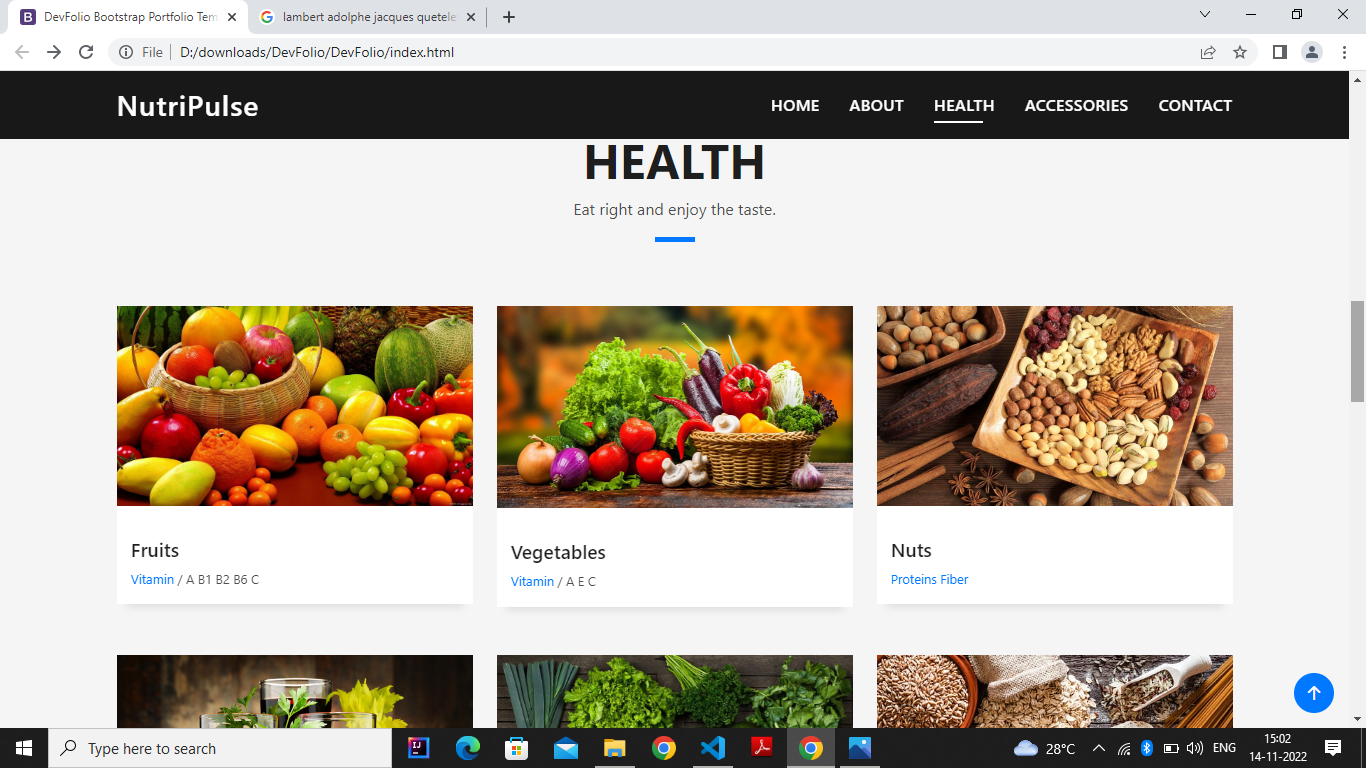 DevFolio Bootstrap Portfolio Tem
lambert adolphe jacques quetele
File
D:/downloads/DevFolio/DevFolio/index.html
NutriPulse
HOME ABOUT HEALTH ACCESSORIES CONTACT
HEALTH
Eat right and enjoy the taste.
Fruits
Vitamin / A B1 B2 B6 C
Vegetables
Vitamin / A E C
Nuts
Proteins Fiber
Type here to search
28°C
ENG
15:02
14-11-2022